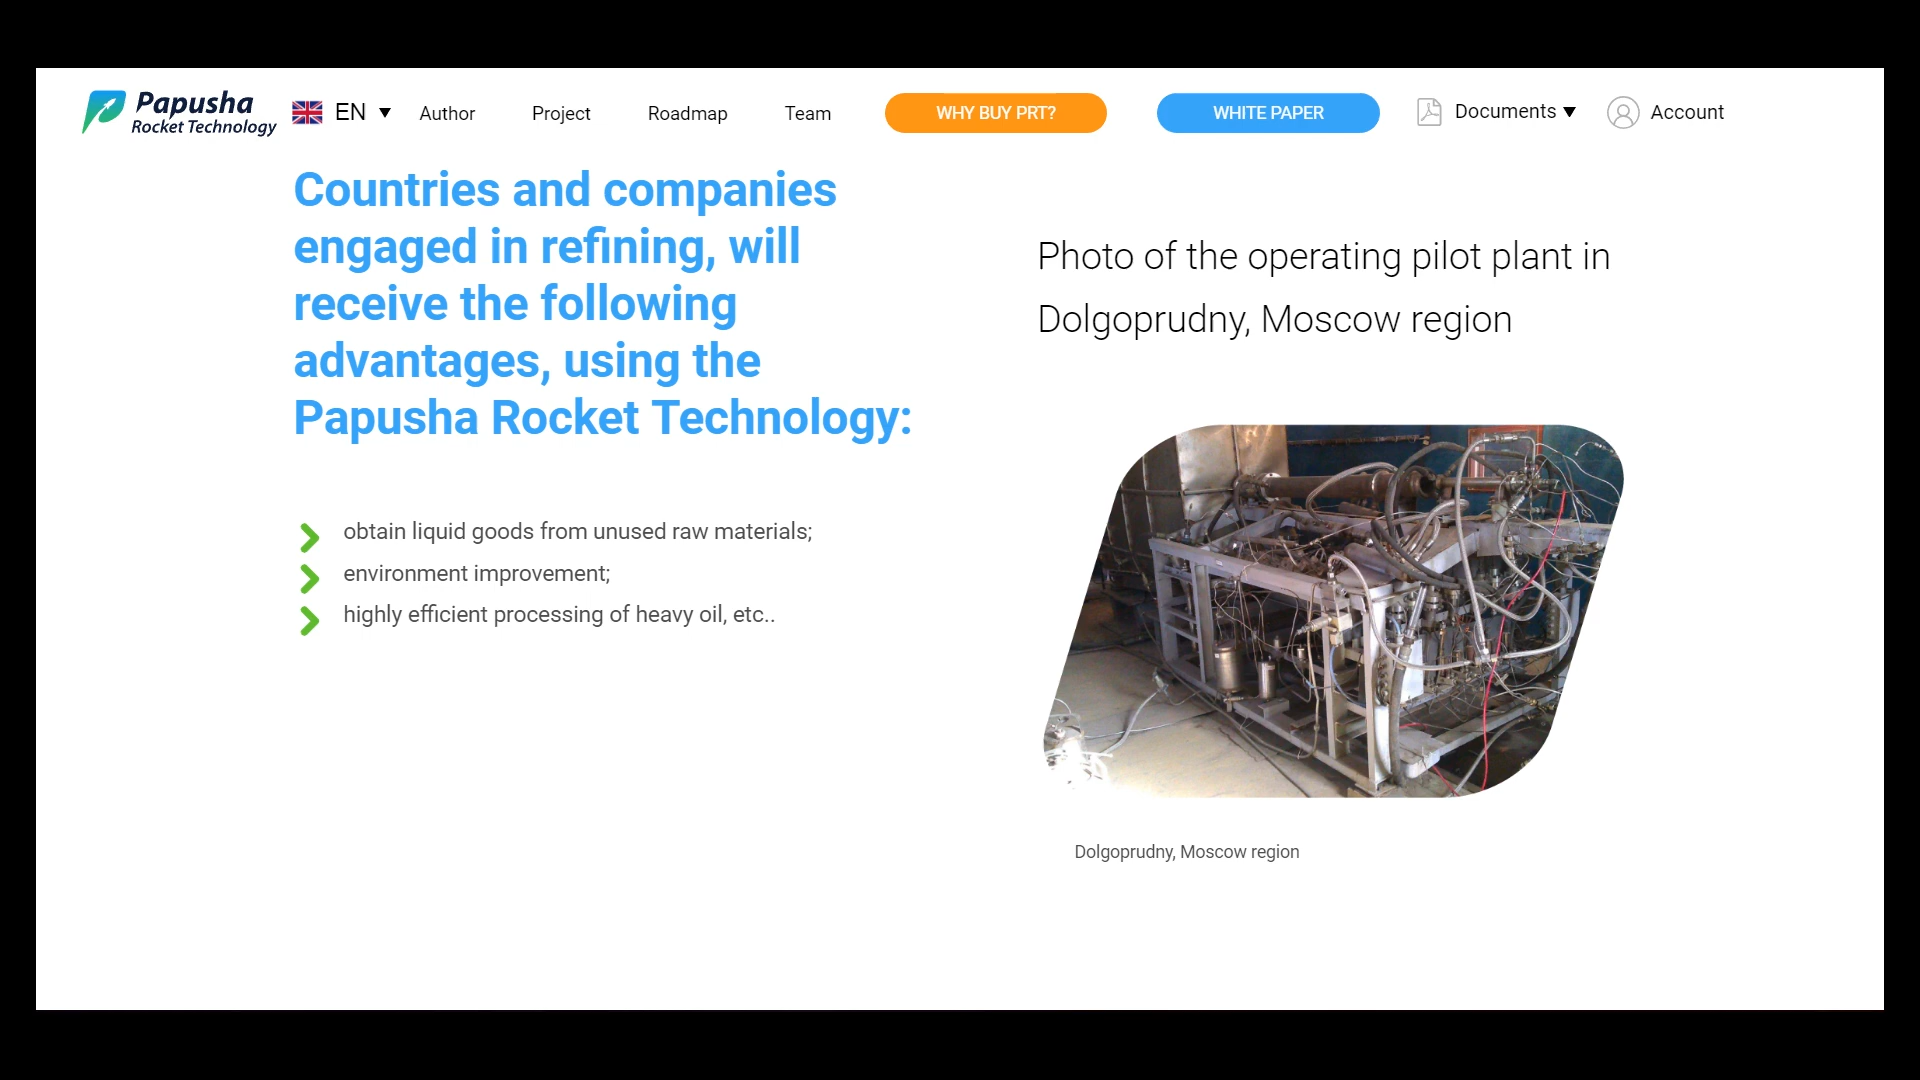 Papusha
Rocket Technology
EN
Author
Project
Roadmap
Team
WHY BUY PRT?
WHITE PAPER
Documents
Account
Countries and companies
engaged in refining, will
receive the following
advantages, using the
Papusha Rocket Technology:
obtain liquid goods from unused raw materials;
environment improvement;
highly efficient processing of heavy oil, etc..
Photo of the operating pilot plant in
Dolgoprudny, Moscow region
Dolgoprudny, Moscow region